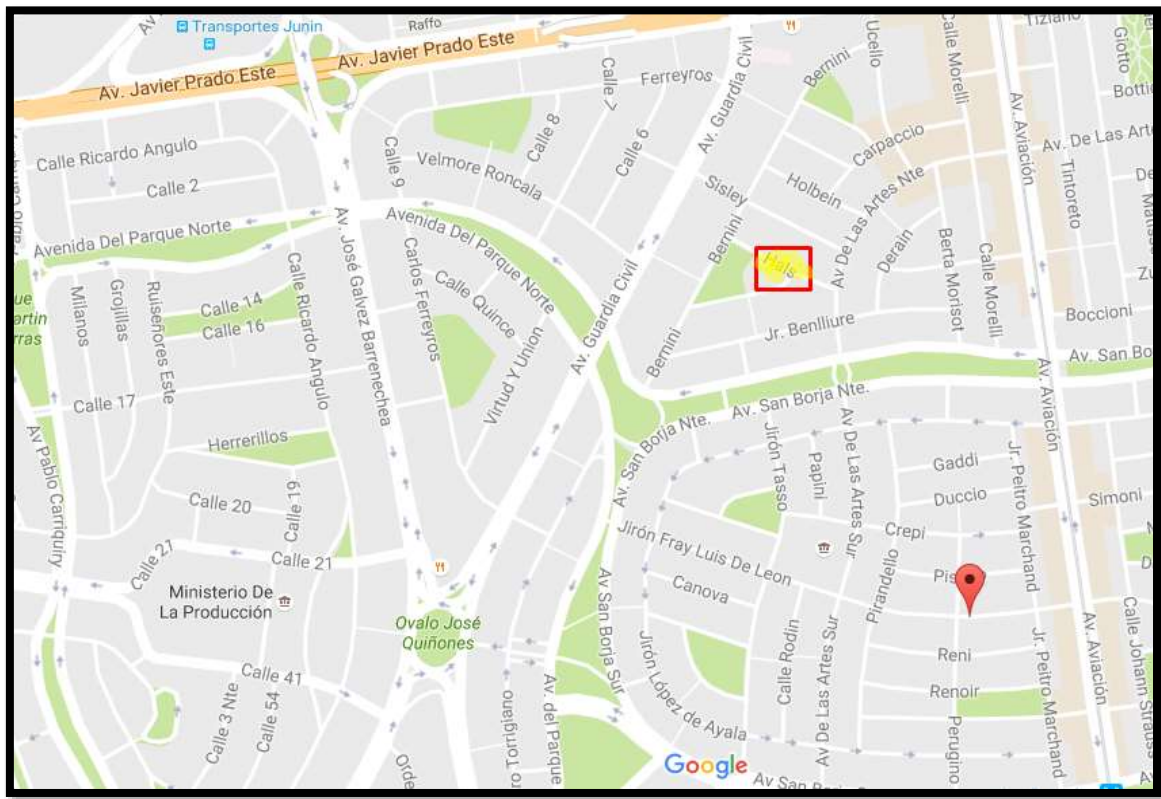 Transportes Junin
Raffo
Av. Javier Prado Este
Av. Javier Prado Este
Av. Guardia Civil
Ucello
Calle Morelli
Tiziano
Giotto
Bernini
Calle 7
Ferreyros
Calle 8
Calle 6
Calle 9
Velmore Roncala
Calle Ricardo Angulo
Calle 2
Carpaccio
Holbein
Sisley
Bernini
Av. Aviación
Av. De Las Arte
Tintoreto
Avenida Del Parque Norte
Av. José Galvez Barrenechea
Avenida Del Parque Norte
Carlos Ferreyros
Calle Quince
Virtud Y Union
Av. Guardia Civil
Hals
Av De Las Artes Nte
Derain
Berta Morisot
Calle Morelli
Boccioni
Milanos
Grojillas
Ruiseñores Este
Calle 14
Calle 16
Calle Ricardo Angulo
Bernini
Jr. Benlliure
Av. San Bo
Calle 17
Av. San Borja Nte.
Av. San Borja Nte.
Av. Aviación
Herrerillos
Av Pablo Carriquiry
Calle 19
Calle 20
Calle 21
Calle 21
Jirón Tasso
Papini
Av De Las Artes Sur
Gaddi
Duccio
Jr. Peitro Marchand
Simoni
Crepi
Jirón Fray Luis De Leon
Canova
Pirandello
Ministerio De
La Producción
Ovalo José
Quiñones
Av San Borja Sur
Jirón López de Ayala
Calle Rodin
Av De Las Artes Sur
Reni
Renoir
Perugino
Jr. Peitro Marchand
Av. Aviación
Calle Johann Strauss
Calle 41
Calle 3 Nte
Calle 54
Av. del Parque
Google